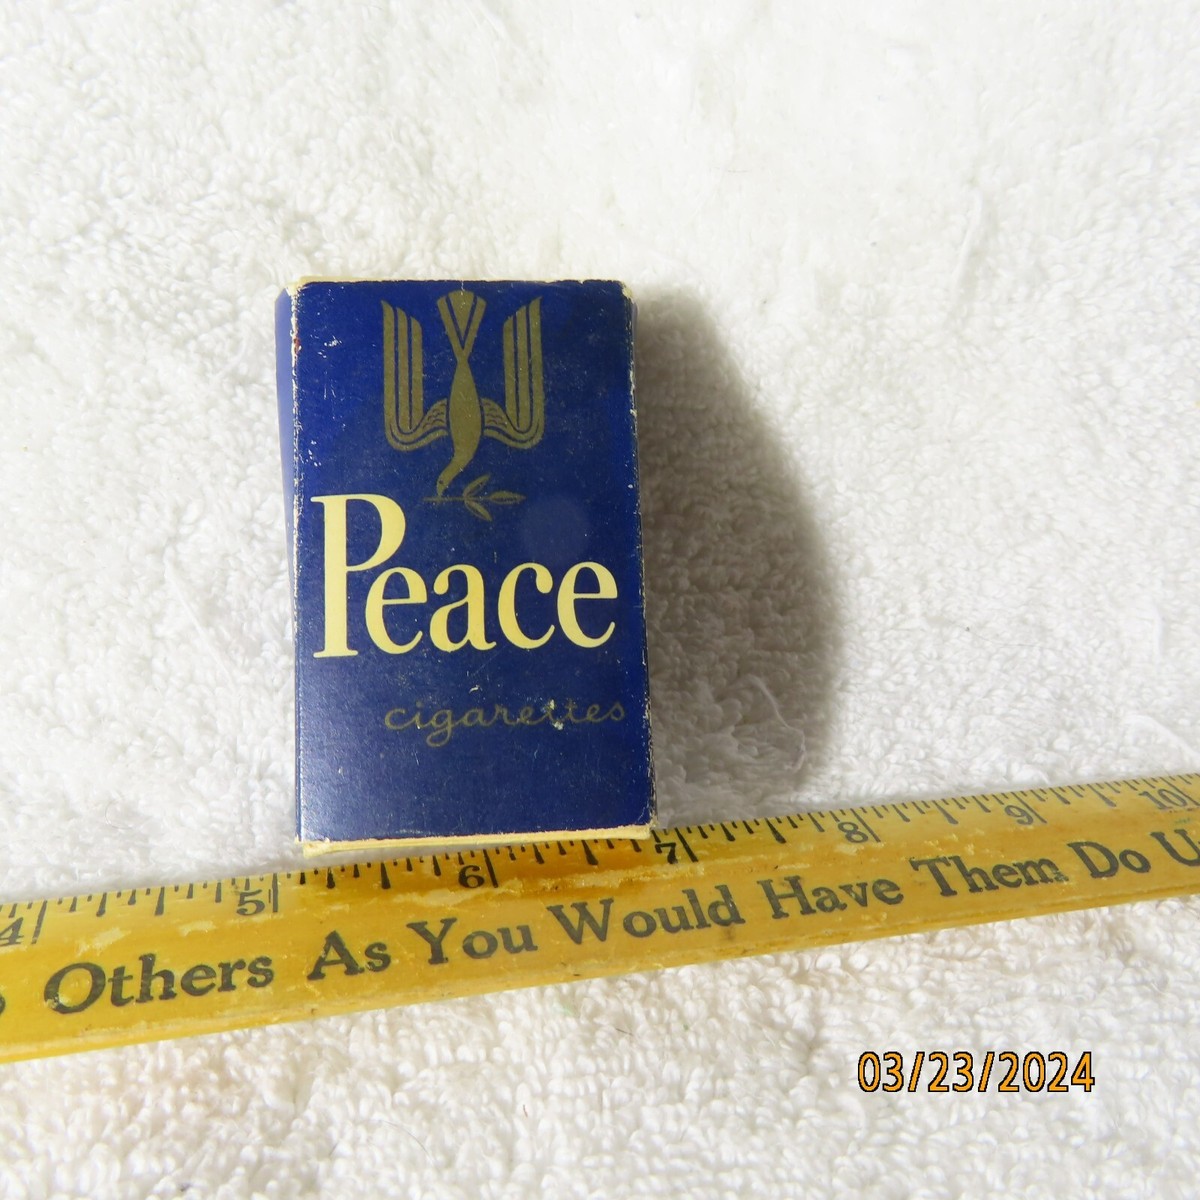 Peace
cigarettes
4 5 6 7 8 9 10
Others As You Would Have Them Do U
03/23/2024